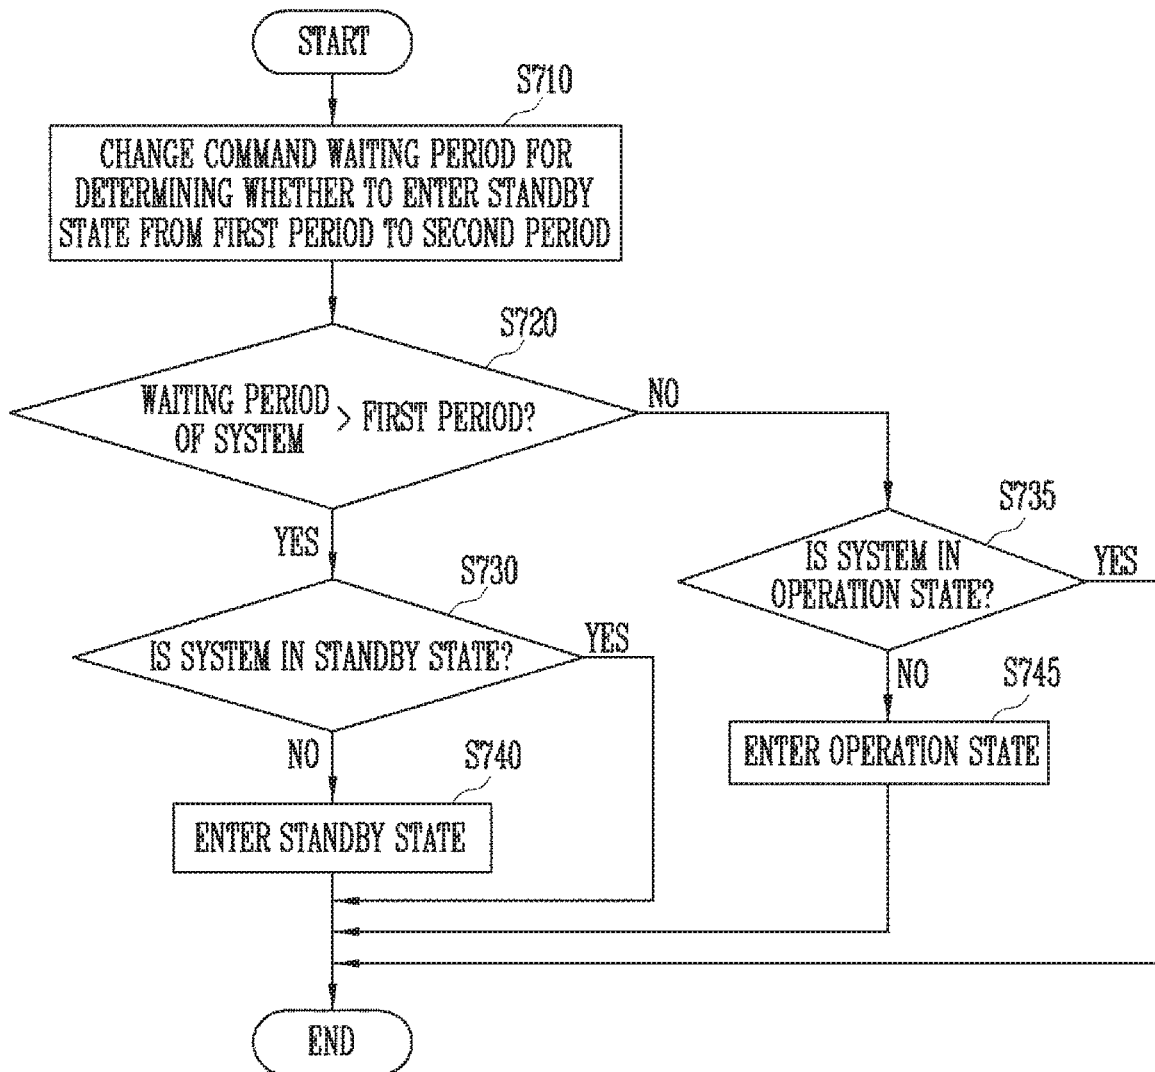 START
S710
CHANGE COMMAND WAITING PERIOD FOR
DETERMINING WHETHER TO ENTER STANDBY
STATE FROM FIRST PERIOD TO SECOND PERIOD
S720
WAITING PERIOD
OF SYSTEM
> FIRST PERIOD?
NO
YES
S735
IS SYSTEM IN
OPERATION STATE?
YES
S730
IS SYSTEM IN STANDBY STATE?
YES
NO
S745
ENTER OPERATION STATE
NO
S740
ENTER STANDBY STATE
END